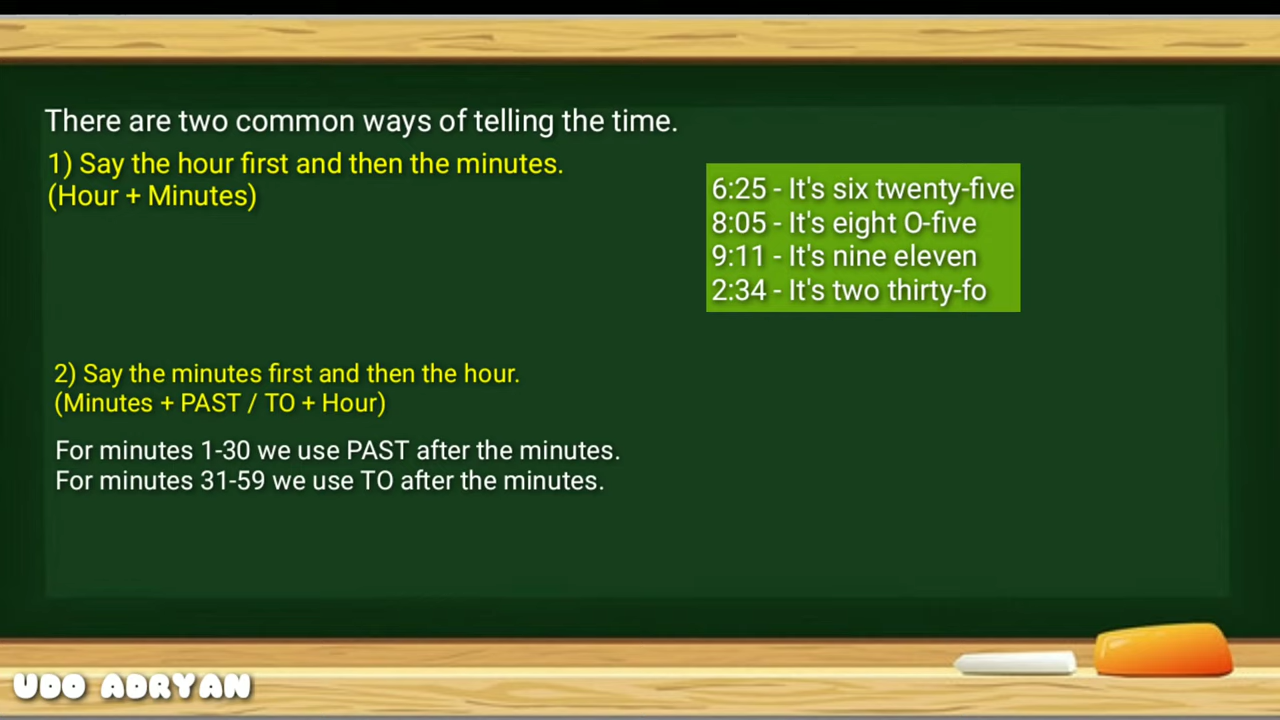 There are two common ways of telling the time.
1) Say the hour first and then the minutes.
(Hour + Minutes)
6:25 - It's six twenty-five
8:05 - It's eight O-five
9:11 - It's nine eleven
2:34 - It's two thirty-fo
2) Say the minutes first and then the hour.
(Minutes + PAST / TO + Hour)
For minutes 1-30 we use PAST after the minutes.
For minutes 31-59 we use TO after the minutes.
UDO ADRYAN